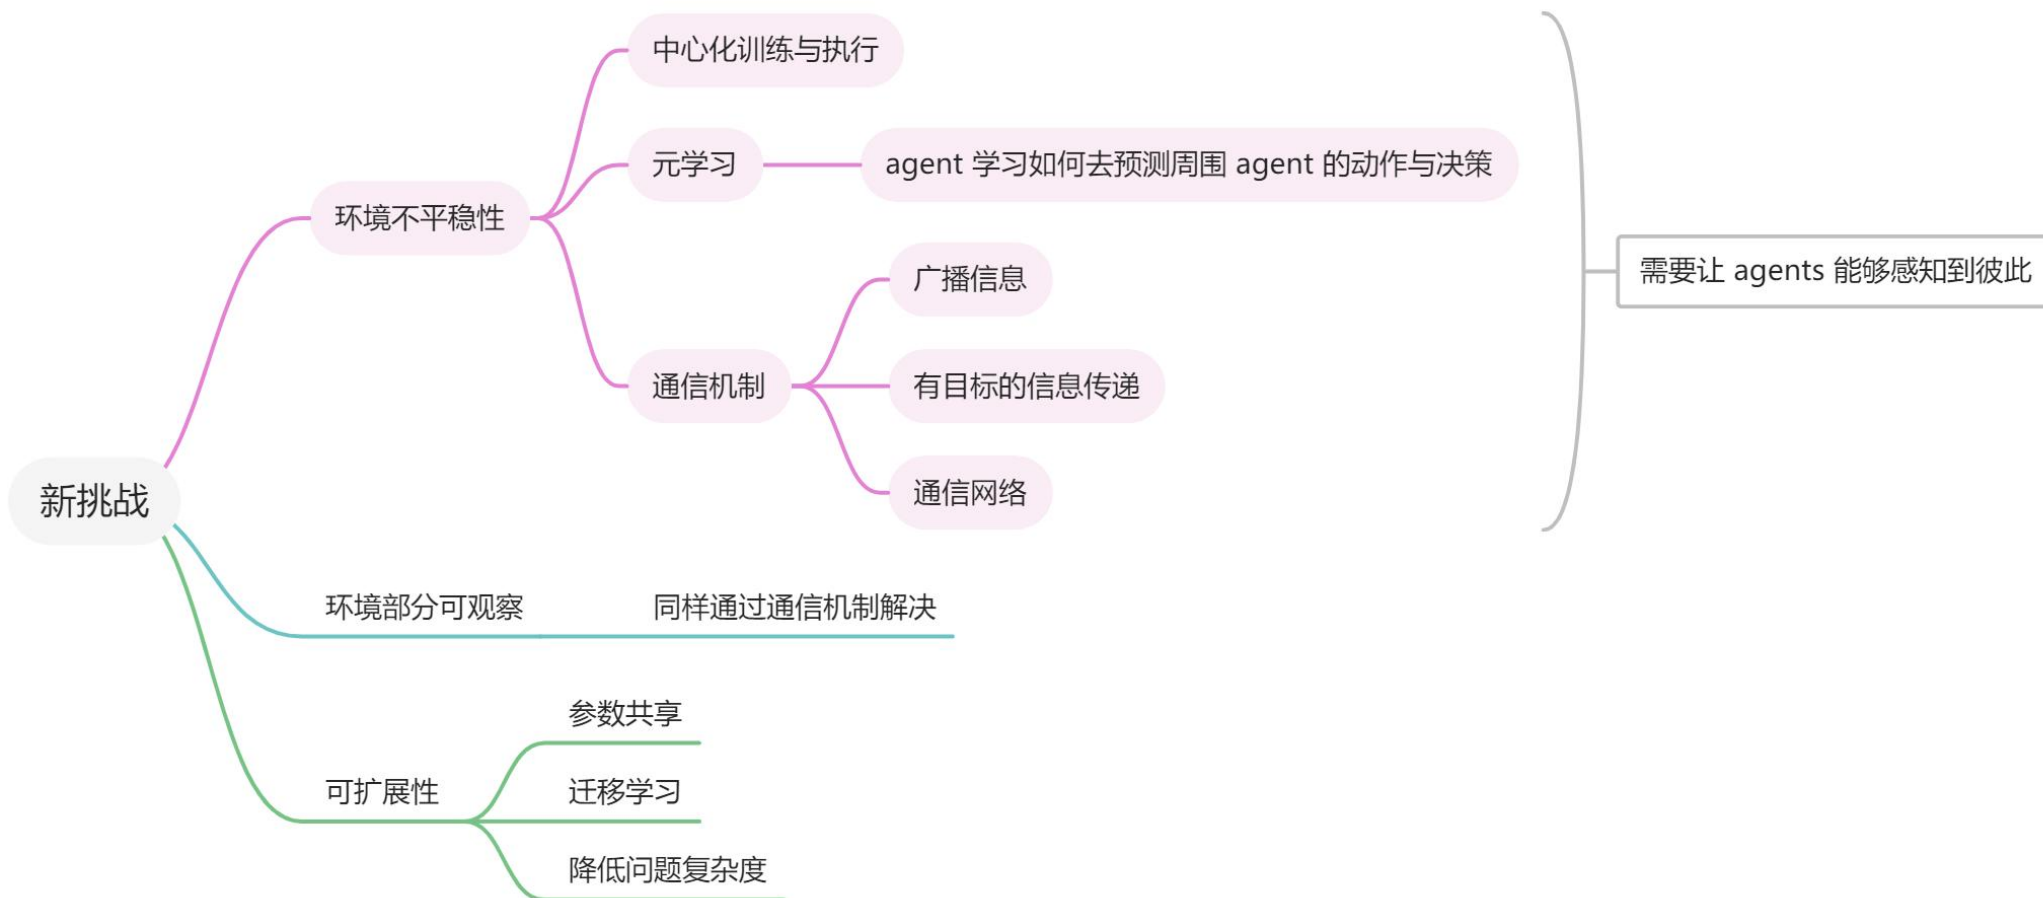 新挑战
环境不平稳性
中心化训练与执行
元学习
agent 学习如何去预测周围 agent 的动作与决策
通信机制
广播信息
有目标的信息传递
通信网络
需要让 agents 能够感知到彼此
环境部分可观察
同样通过通信机制解决
可扩展性
参数共享
迁移学习
降低问题复杂度